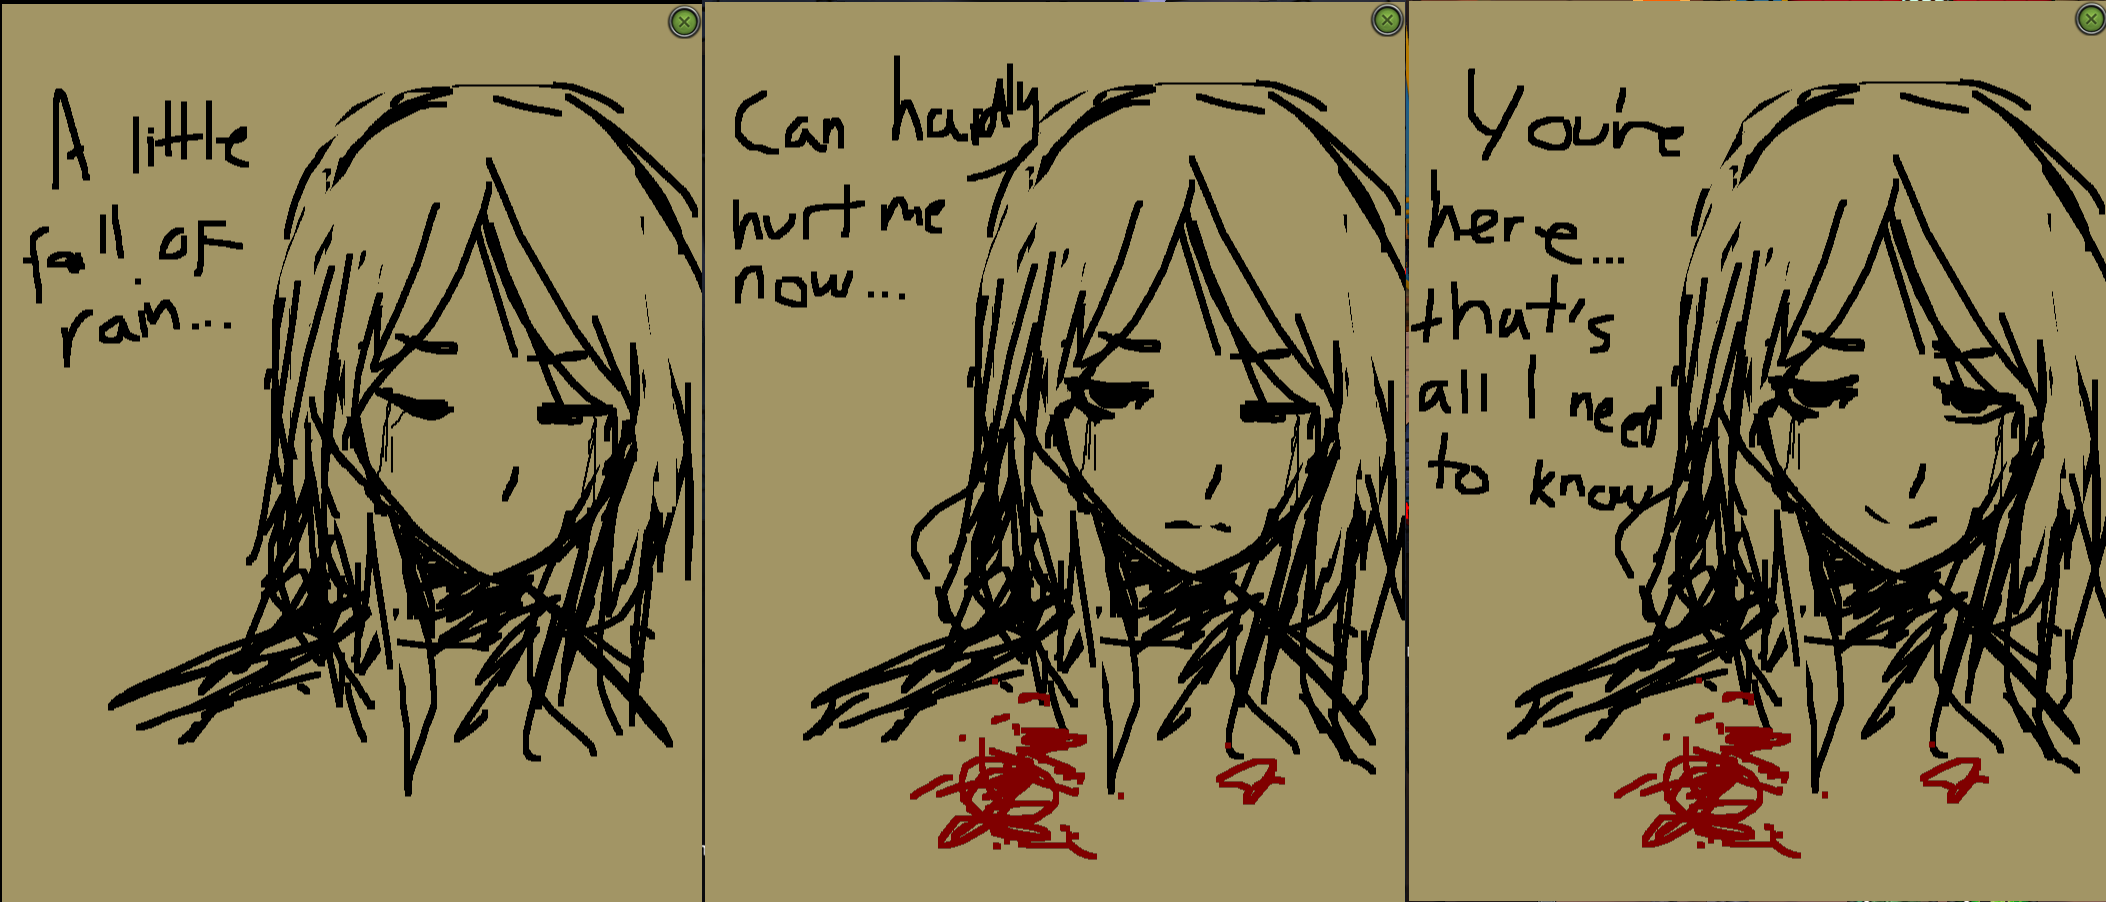 A little
fall of
rain...
Can hardly
hurt me
now...
You're
here...
that's
all I need
to know